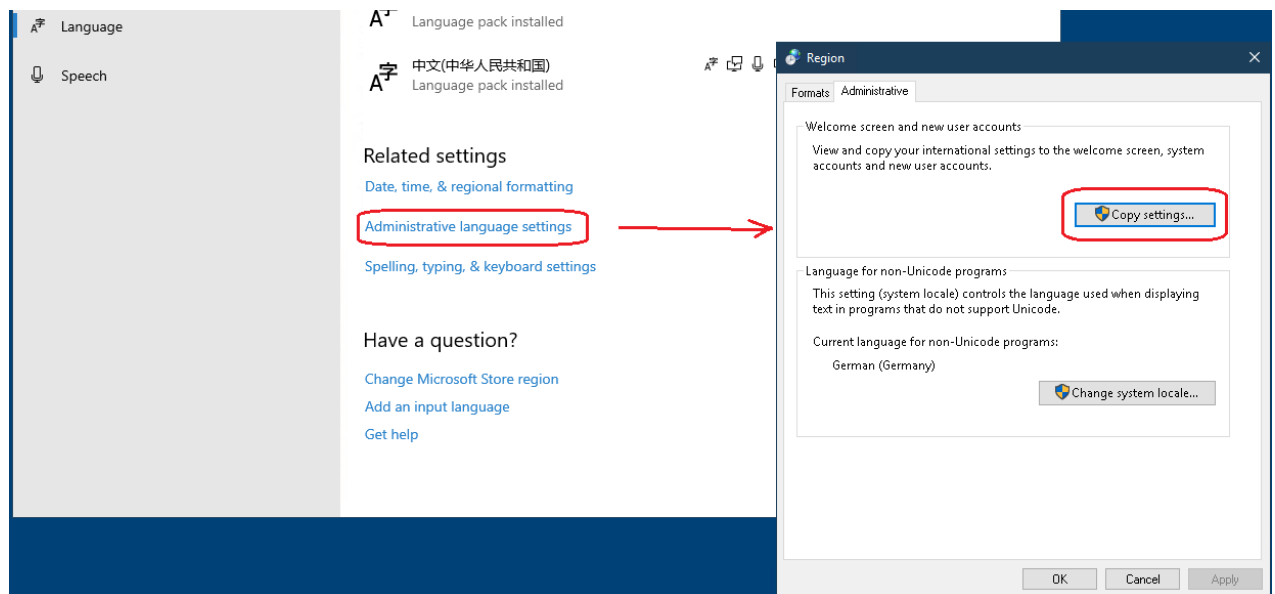 Language
Speech
Language pack installed
中文(中华人民共和国)
Language pack installed
Related settings
Date, time, & regional formatting
Administrative language settings
Spelling, typing, & keyboard settings
Have a question?
Change Microsoft Store region
Add an input language
Get help
Region
Formats
Administrative
Welcome screen and new user accounts
View and copy your international settings to the welcome screen, system
accounts and new user accounts.
Copy settings...
Language for non-Unicode programs
This setting (system locale) controls the language used when displaying
text in programs that do not support Unicode.
Current language for non-Unicode programs:
German (Germany)
Change system locale...
OK
Cancel
Apply